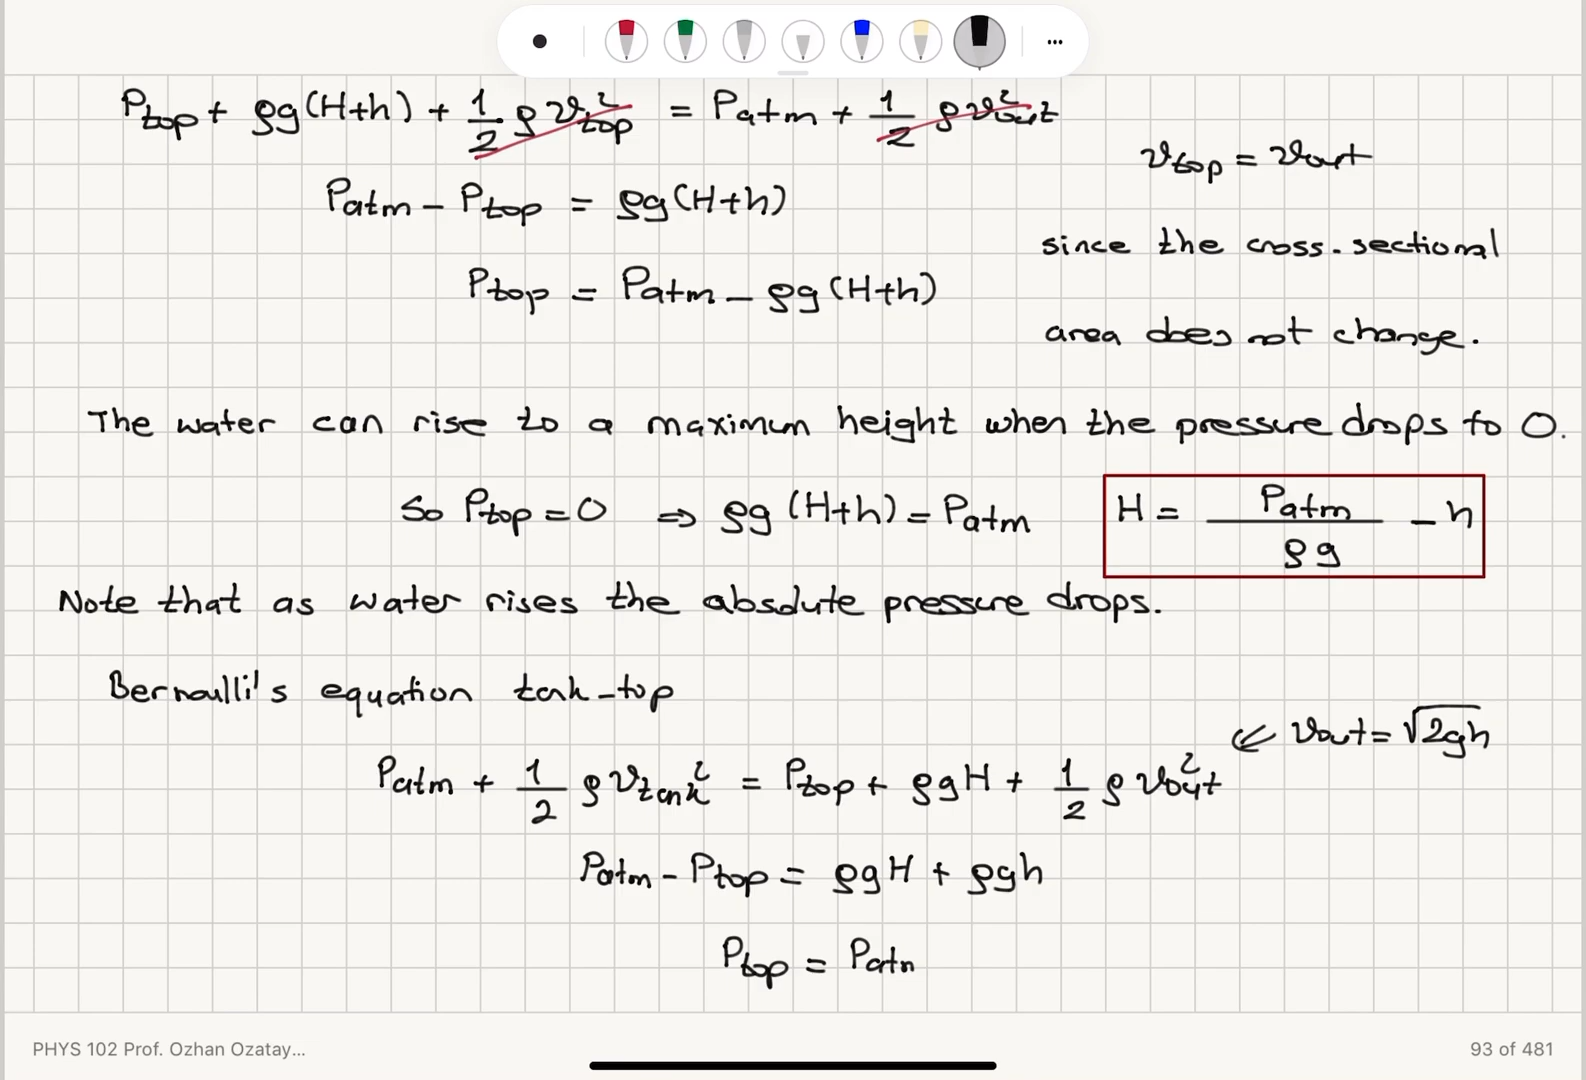 Ptop + ρg(H+h) + 1/2 ρ v²top = Patm + 1/2 ρ v²out
vtop = vout
Patm - Ptop = ρg(H+h)
since the cross-sectional
Ptop = Patm - ρg(H+h)
area does not change.
The water can rise to a maximum height when the pressure drops to 0.
So Ptop = 0 ⇒ ρg(H+h) = Patm H = Patm/ρg - h
Note that as water rises the absolute pressure drops.
Bernoulli's equation tank-top
⇐ vout = √2gh
Patm + 1/2 ρ vtank² = Ptop + ρgH + 1/2 ρ vout²
Patm - Ptop = ρgH + ρgh
Ptop = Patm
PHYS 102 Prof. Ozhan Ozatay... 93 of 481